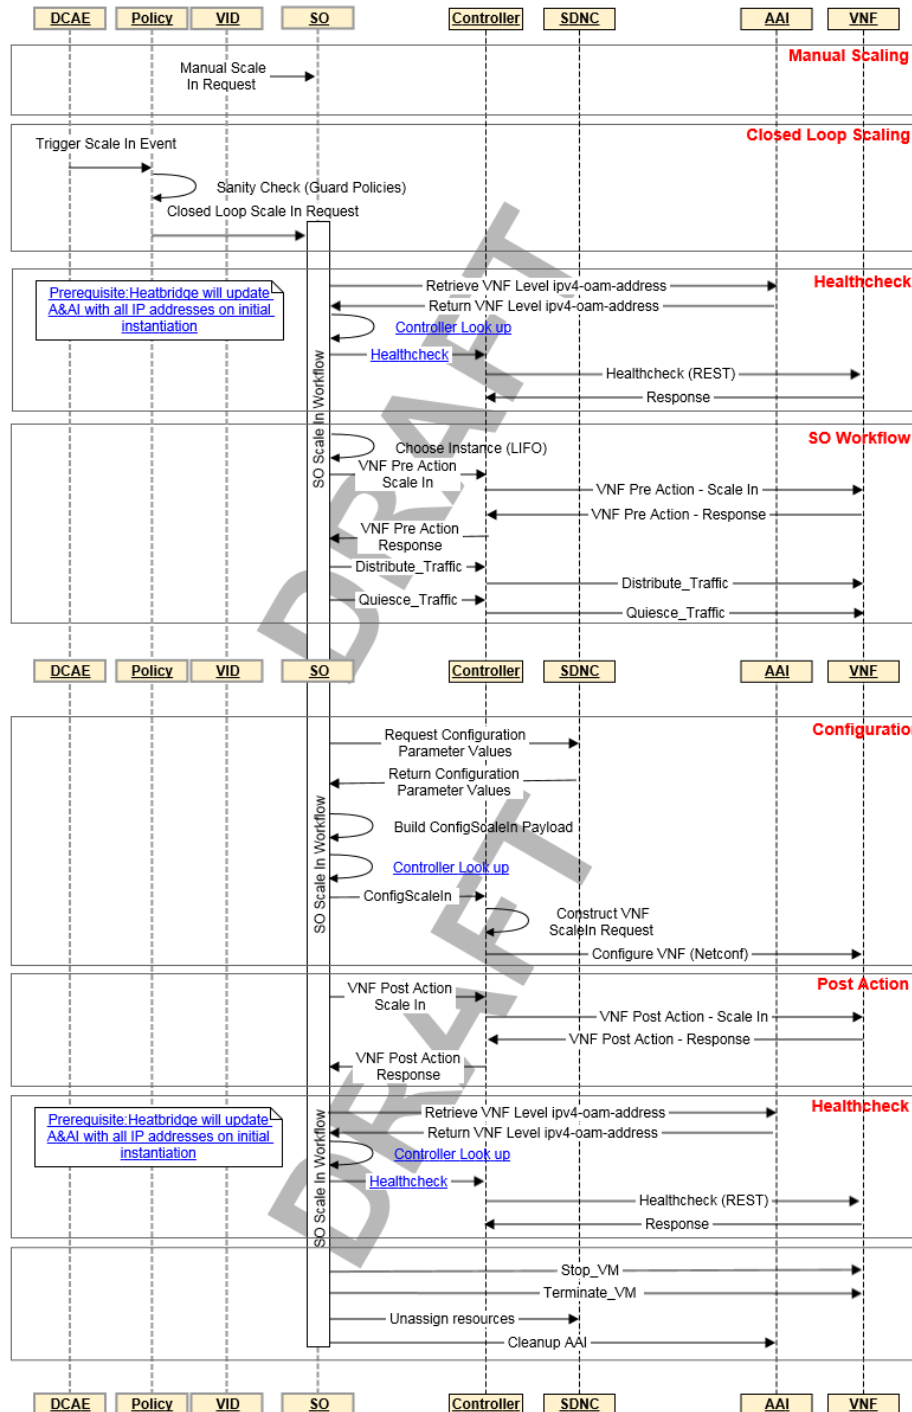 DCAE Policy VID SO Controller SDNC AAI VNF
Manual Scaling
Manual Scale
In Request
Closed Loop Scaling
Trigger Scale In Event
Sanity Check (Guard Policies)
Closed Loop Scale In Request
Healthcheck
Prerequisite:Heatbridge will update
A&AI with all IP addresses on initial
instantiation
Retrieve VNF Level ipv4-oam-address
Return VNF Level ipv4-oam-address
Controller Look up
Healthcheck
Healthcheck (REST)
Response
SO Scale In Workflow
SO Workflow
Choose Instance (LIFO)
VNF Pre Action
Scale In
VNF Pre Action - Scale In
VNF Pre Action - Response
VNF Pre Action
Response
Distribute_Traffic
Distribute_Traffic
Quiesce_Traffic
Quiesce_Traffic
DRAFT
DCAE Policy VID SO Controller SDNC AAI VNF
Configuration
Request Configuration
Parameter Values
Return Configuration
Parameter Values
Build ConfigScaleIn Payload
Controller Look up
SO Scale In Workflow
ConfigScaleIn
Construct VNF
ScaleIn Request
Configure VNF (Netconf)
Post Action
VNF Post Action
Scale In
VNF Post Action - Scale In
VNF Post Action - Response
VNF Post Action
Response
Healthcheck
Prerequisite:Heatbridge will update
A&AI with all IP addresses on initial
instantiation
Retrieve VNF Level ipv4-oam-address
Return VNF Level ipv4-oam-address
Controller Look up
Healthcheck
Healthcheck (REST)
Response
SO Scale In Workflow
DRAFT
Stop_VM
Terminate_VM
Unassign resources
Cleanup AAI
DCAE Policy VID SO Controller SDNC AAI VNF